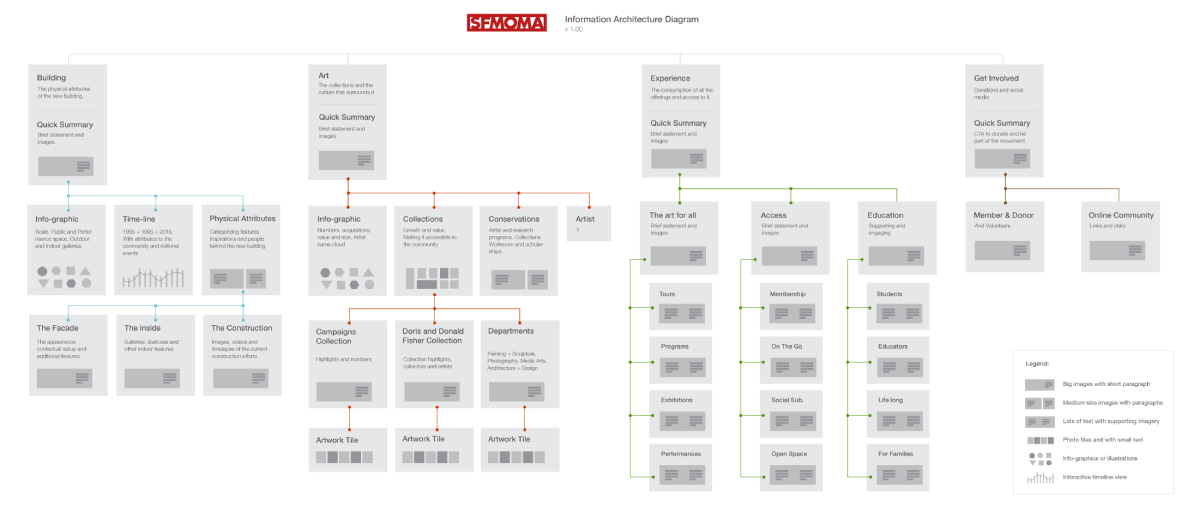 SFMOMA
Information Architecture Diagram
v 1.00
Building
The physical attributes
of the new building.
Quick Summary
Brief statement and
images
Art
The collections and the
culture that surrounds it.
Quick Summary
Brief statement and
images
Experience
The consumption of all the
offerings and access to it.
Quick Summary
Brief statement and
images
Get Involved
Donations and social
media
Quick Summary
CTA to donate and be
part of the movement
Info-graphic
Scale, Public and Perfor-
mance space, Outdoor
and Indoor galleries
Time-line
1935 + 1995 + 2016
With attributes to the
community and national
events
Physical Attributes
Categorizing features
Inspirations and people
behind the new building
Info-graphic
Numbers, acquisitions,
value and size. Artist
name cloud
Collections
Growth and value.
Making it accessible to
the community
Conservations
Artist and research
programs. Collections
Workroom and scholar-
ships
Artist
?
The art for all
Brief statement and
images
Access
Brief statement and
images
Education
Supporting and
engaging
Member & Donor
And Volunteers
Online Community
Links and stats
The Facade
The appearance,
contextual setup and
additional features
The inside
Galleries, staircase and
other indoor features
The Construction
Images, videos and
timelapse of the current
construction efforts
Campaigns
Collection
Highlights and numbers
Doris and Donald
Fisher Collection
Collection highlights,
collectors and artists
Departments
Painting + Sculpture,
Photography, Media Arts,
Architecture + Design
Artwork Tile
Artwork Tile
Artwork Tile
Tours
Programs
Exhibitions
Performances
Membership
On The Go
Social Sub.
Open Space
Students
Educators
Life long
For Families
Legend:
Big images with short paragraph
Medium size images with paragraphs
Lots of text with supporting imagery
Photo tiles and with small text
Info-graphics or illustrations
Interactive timeline view